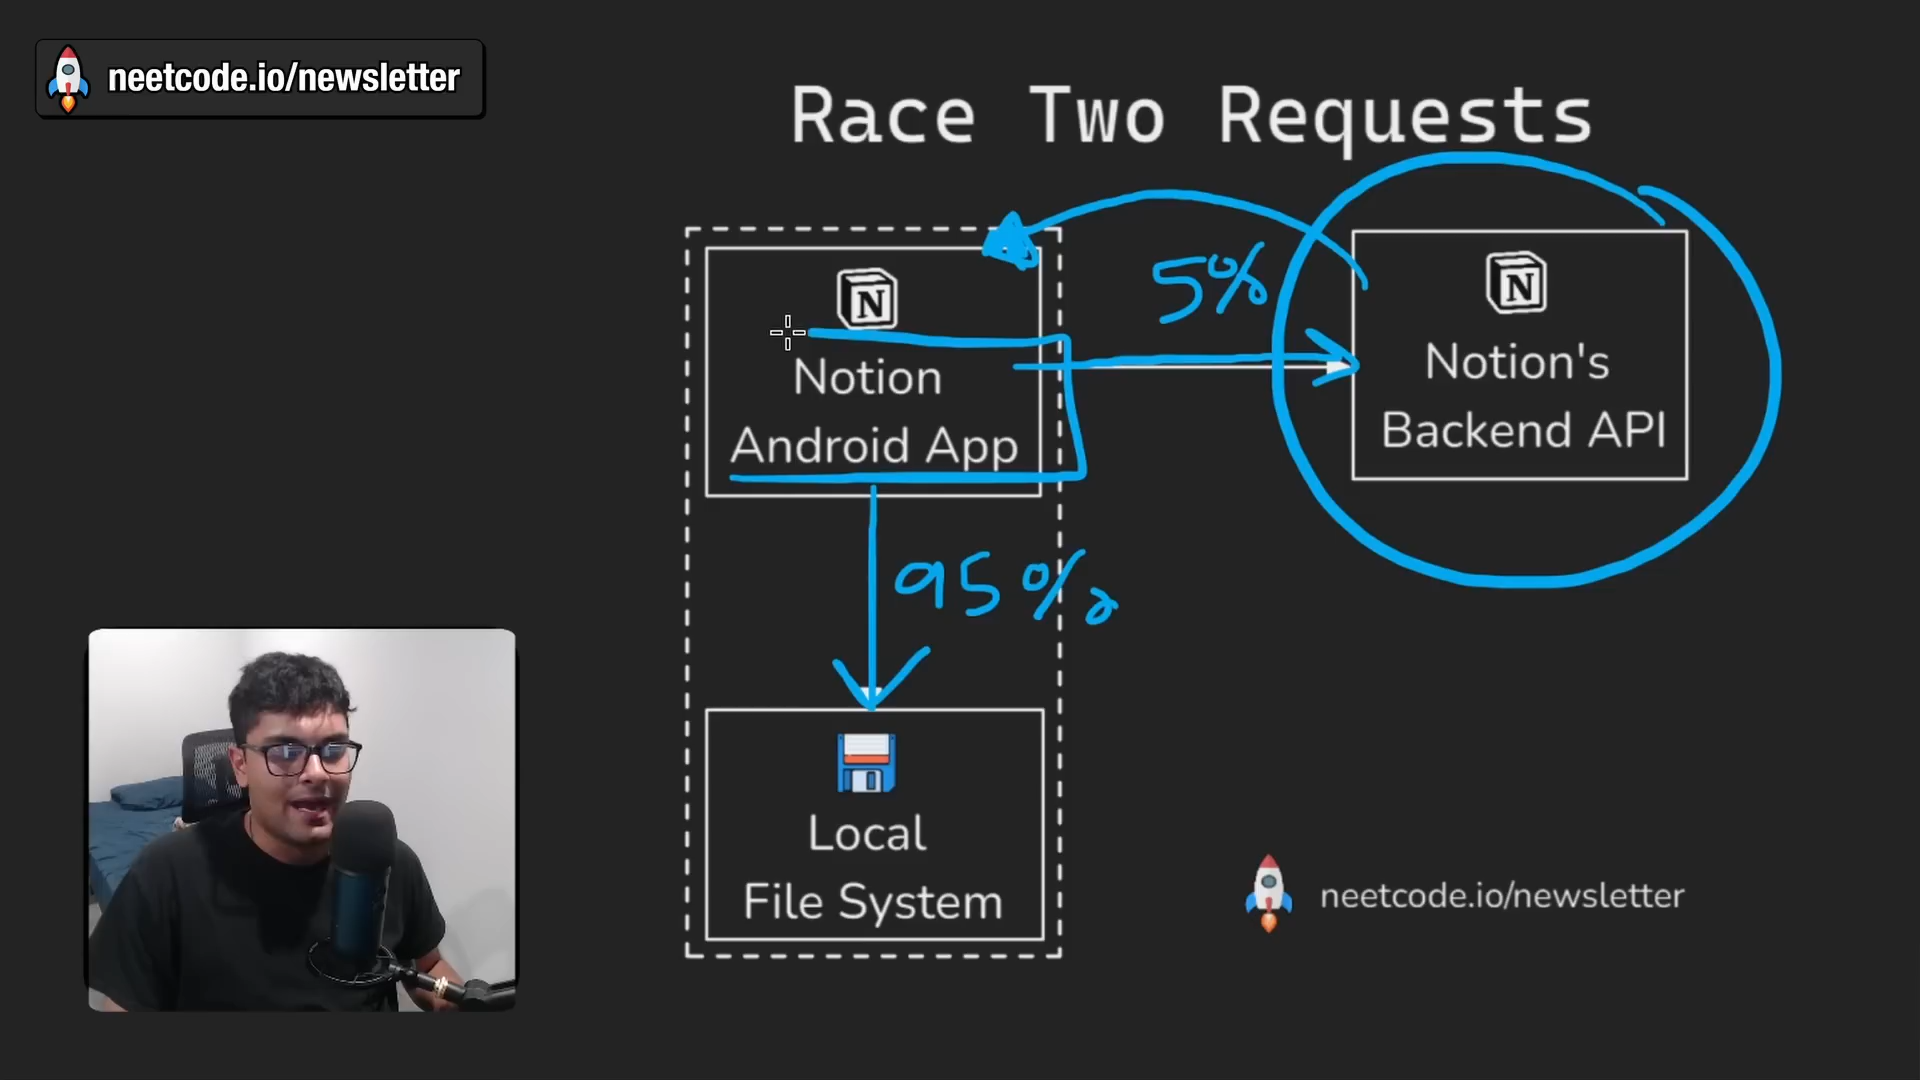 neetcode.io/newsletter
Race Two Requests
N
Notion
Android App
5%
N
Notion's
Backend API
95%
Local
File System
neetcode.io/newsletter